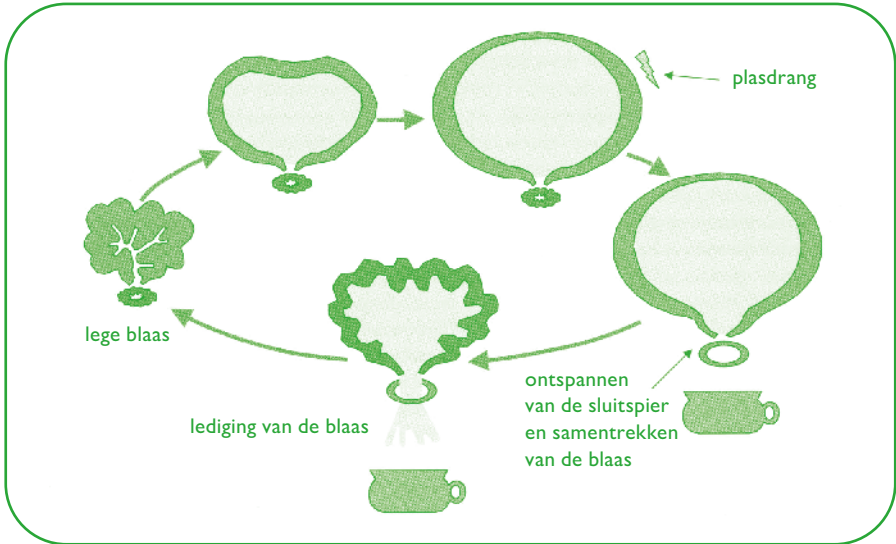 plasdrang
lege blaas
lediging van de blaas
ontspannen
van de sluitspier
en samentrekken
van de blaas